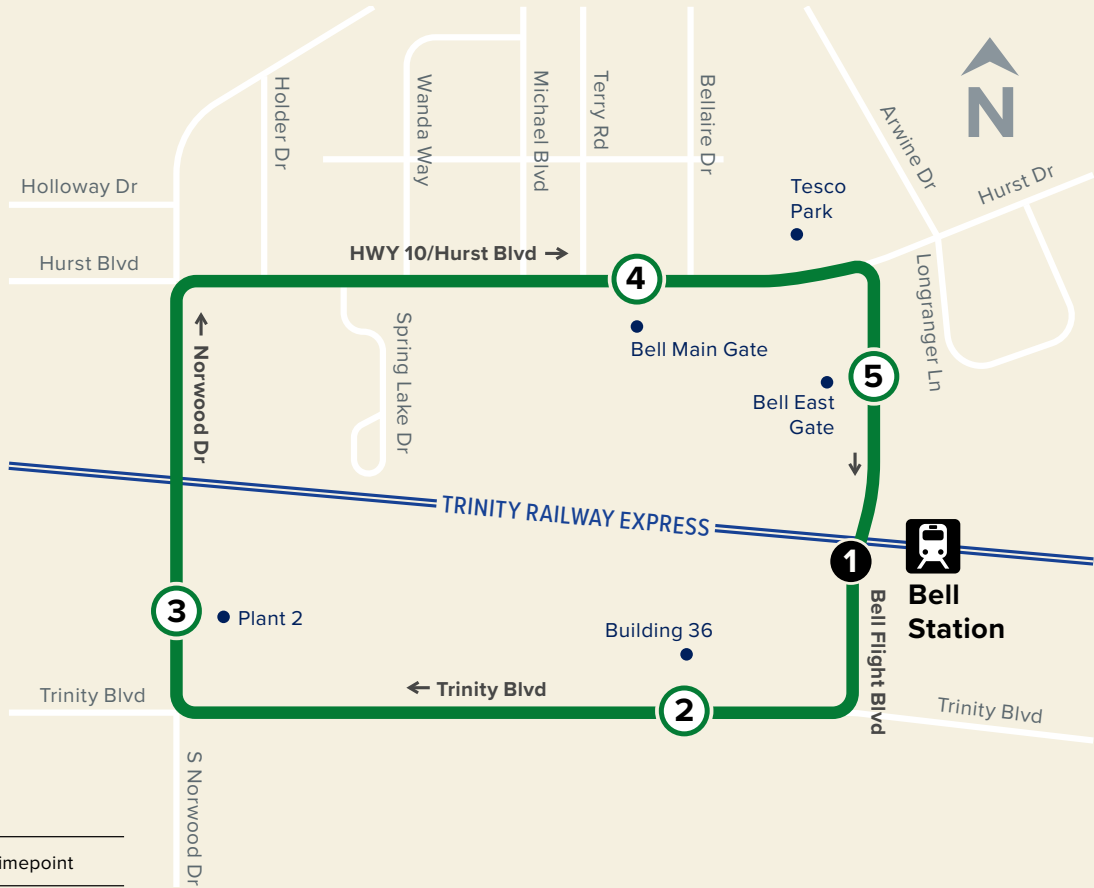 Holder Dr
Wanda Way
Michael Blvd
Terry Rd
Bellaire Dr
Arwine Dr
N
Hurst Dr
Holloway Dr
Tesco
Park
Hurst Blvd
HWY 10/Hurst Blvd →
4
Longranger Ln
↑ Norwood Dr
Spring Lake Dr
Bell Main Gate
5
Bell East
Gate
↓
TRINITY RAILWAY EXPRESS
1
Bell
Station
3
Plant 2
Building 36
Bell Flight Blvd
Trinity Blvd
← Trinity Blvd
2
Trinity Blvd
S Norwood Dr
imepoint